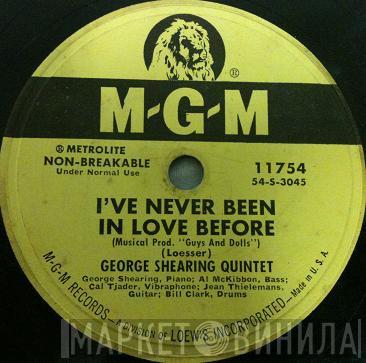 ®
M-G-M
® METROLITE
NON-BREAKABLE
Under Normal Use
11754
54-S-3045
I'VE NEVER BEEN
IN LOVE BEFORE
(Musical Prod. "Guys And Dolls")
(Loesser)
GEORGE SHEARING QUINTET
George Shearing, Piano; Al McKibbon, Bass;
Cal Tjader, Vibraphone; Jean Thielemans,
Guitar; Bill Clark, Drums
M-G-M RECORDS—A DIVISION OF LOEW'S INCORPORATED—Made in U.S.A.
МАРКЕТ ВИНИЛА